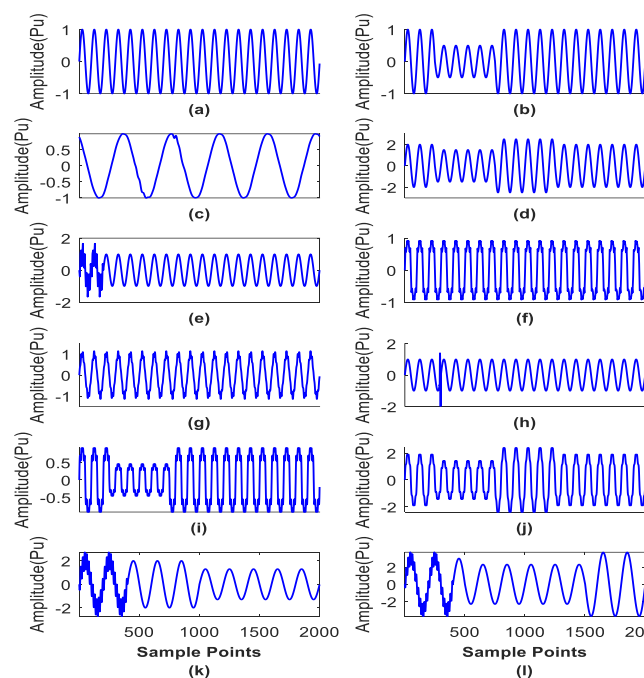 Amplitude(Pu)
1
0
-1
(a)
Amplitude(Pu)
1
0
-1
(b)
Amplitude(Pu)
0.5
0
-0.5
-1
(c)
Amplitude(Pu)
2
0
-2
(d)
Amplitude(Pu)
2
0
-2
(e)
Amplitude(Pu)
1
0
-1
(f)
Amplitude(Pu)
1
0
-1
(g)
Amplitude(Pu)
2
0
-2
(h)
Amplitude(Pu)
0.5
0
-0.5
(i)
Amplitude(Pu)
2
0
-2
(j)
Amplitude(Pu)
2
0
-2
500 1000 1500 2000
Sample Points
(k)
Amplitude(Pu)
2
0
-2
500 1000 1500 200
Sample Points
(l)